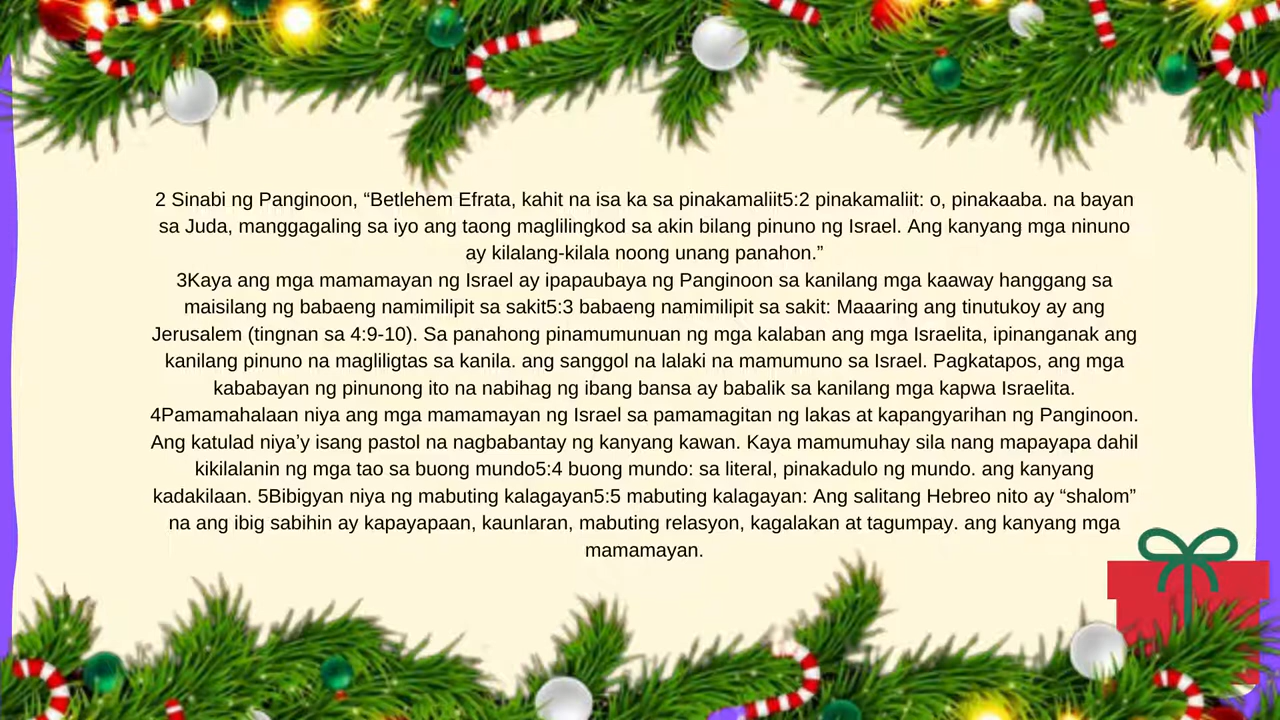 2 Sinabi ng Panginoon, “Betlehem Efrata, kahit na isa ka sa pinakamaliit5:2 pinakamaliit: o, pinakaaba. na bayan
sa Juda, manggagaling sa iyo ang taong maglilingkod sa akin bilang pinuno ng Israel. Ang kanyang mga ninuno
ay kilalang-kilala noong unang panahon.”
3Kaya ang mga mamamayan ng Israel ay ipapaubaya ng Panginoon sa kanilang mga kaaway hanggang sa
maisilang ng babaeng namimilipit sa sakit5:3 babaeng namimilipit sa sakit: Maaaring ang tinutukoy ay ang
Jerusalem (tingnan sa 4:9-10). Sa panahong pinamumunuan ng mga kalaban ang mga Israelita, ipinanganak ang
kanilang pinuno na magliligtas sa kanila. ang sanggol na lalaki na mamumuno sa Israel. Pagkatapos, ang mga
kababayan ng pinunong ito na nabihag ng ibang bansa ay babalik sa kanilang mga kapwa Israelita.
4Pamamahalaan niya ang mga mamamayan ng Israel sa pamamagitan ng lakas at kapangyarihan ng Panginoon.
Ang katulad niya’y isang pastol na nagbabantay ng kanyang kawan. Kaya mamumuhay sila nang mapayapa dahil
kikilalanin ng mga tao sa buong mundo5:4 buong mundo: sa literal, pinakadulo ng mundo. ang kanyang
kadakilaan. 5Bibigyan niya ng mabuting kalagayan5:5 mabuting kalagayan: Ang salitang Hebreo nito ay “shalom”
na ang ibig sabihin ay kapayapaan, kaunlaran, mabuting relasyon, kagalakan at tagumpay. ang kanyang mga
mamamayan.